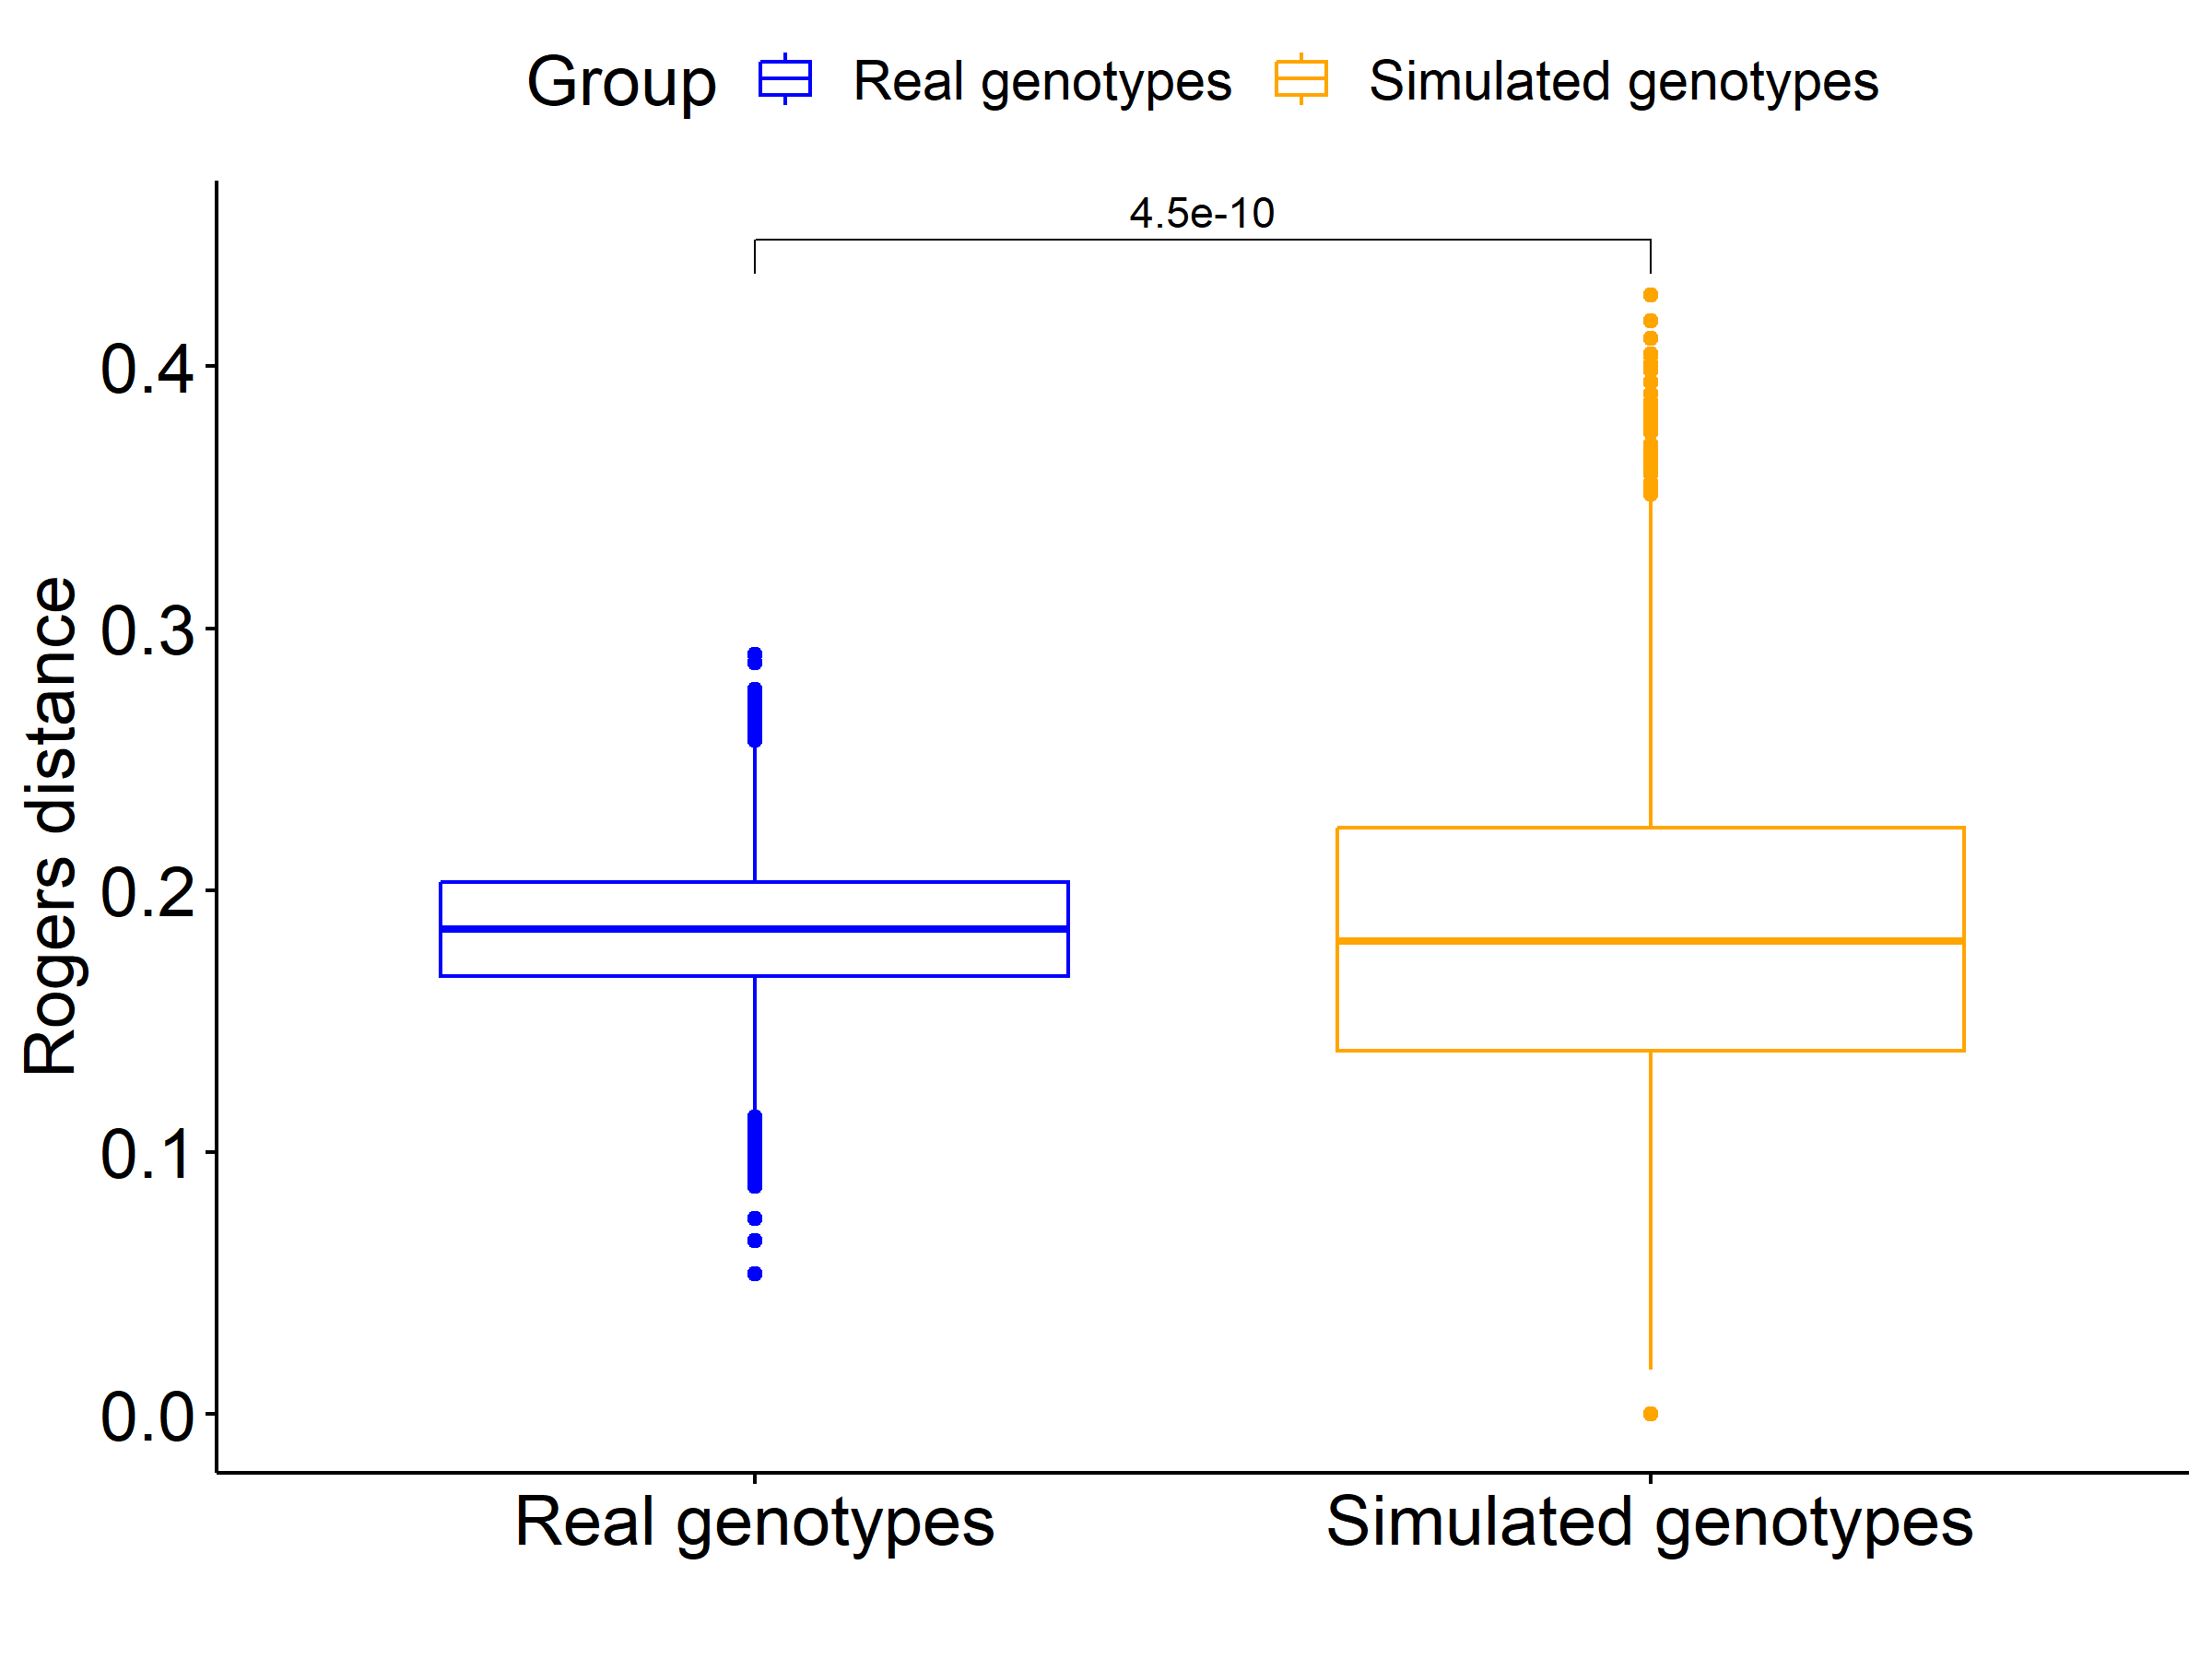 Group Real genotypes Simulated genotypes
4.5e-10
0.4
0.3
0.2
0.1
0.0
Rogers distance
Real genotypes Simulated genotypes